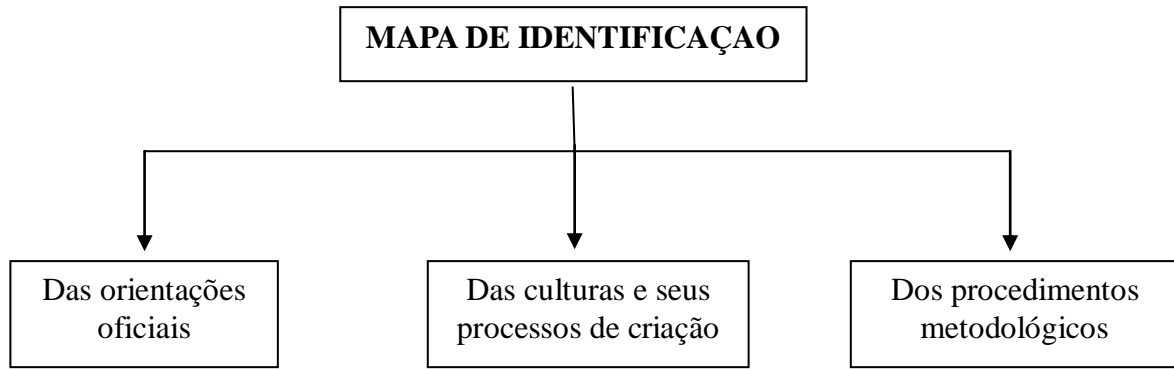 MAPA DE IDENTIFICAÇAO
Das orientações
oficiais
Das culturas e seus
processos de criação
Dos procedimentos
metodológicos